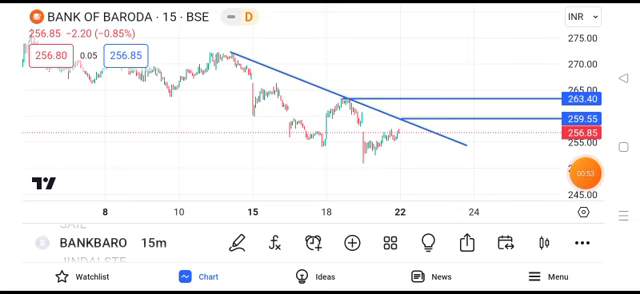 BANK OF BARODA · 15 · BSE
D
INR
256.85 −2.20 (−0.85%)
256.80
0.05
256.85
275.00
270.00
265.00
263.40
259.55
256.85
255.00
00:53
245.00
8
10
15
18
22
24
BANKBARO
15m
Watchlist
Chart
Ideas
News
Menu